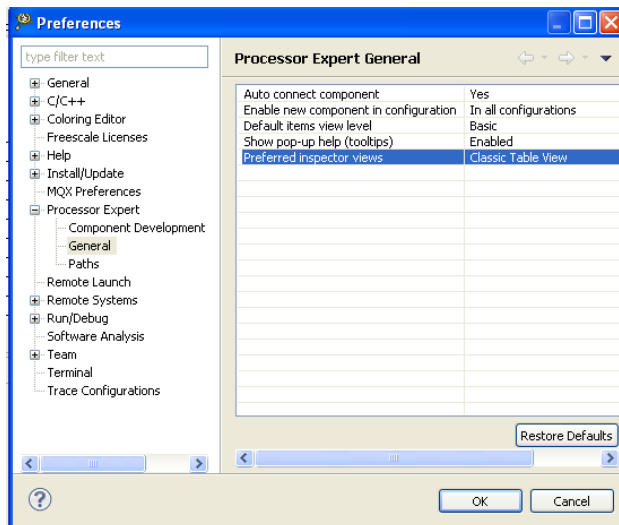 Preferences
type filter text
General
C/C++
Coloring Editor
Freescale Licenses
Help
Install/Update
MQX Preferences
Processor Expert
Component Development
General
Paths
Remote Launch
Remote Systems
Run/Debug
Software Analysis
Team
Terminal
Trace Configurations
Processor Expert General
Auto connect component Yes
Enable new component in configuration In all configurations
Default items view level Basic
Show pop-up help (tooltips) Enabled
Preferred inspector views Classic Table View
Restore Defaults
OK Cancel